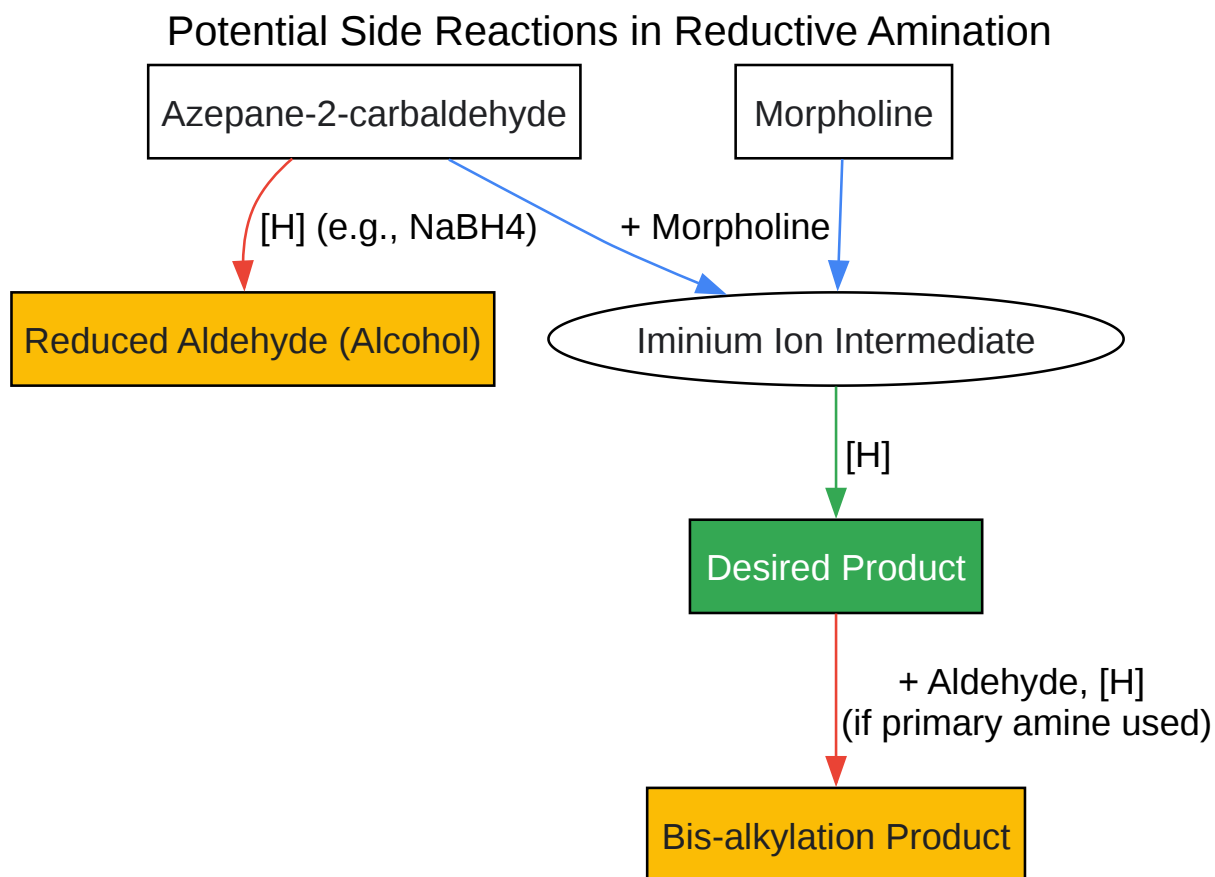 Potential Side Reactions in Reductive Amination
Azepane-2-carbaldehyde
Morpholine
[H] (e.g., NaBH4)
+ Morpholine
Reduced Aldehyde (Alcohol)
Iminium Ion Intermediate
[H]
Desired Product
+ Aldehyde, [H]
(if primary amine used)
Bis-alkylation Product